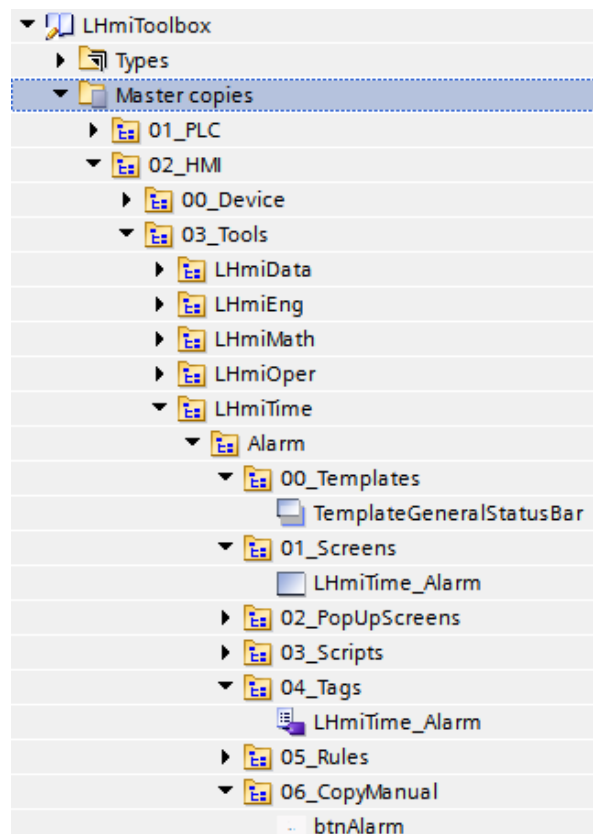 LHmiToolbox
Types
Master copies
01_PLC
02_HMI
00_Device
03_Tools
LHmiData
LHmiEng
LHmiMath
LHmiOper
LHmiTime
Alarm
00_Templates
TemplateGeneralStatusBar
01_Screens
LHmiTime_Alarm
02_PopUpScreens
03_Scripts
04_Tags
LHmiTime_Alarm
05_Rules
06_CopyManual
btnAlarm